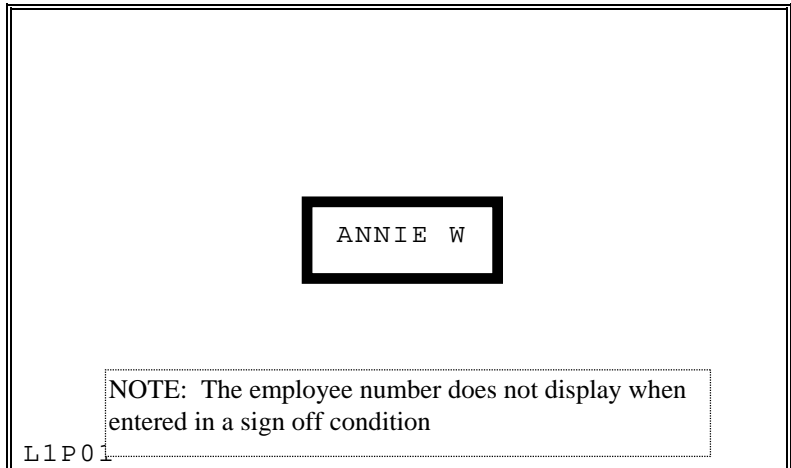 ANNIE W
NOTE: The employee number does not display when
entered in a sign off condition
L1P01